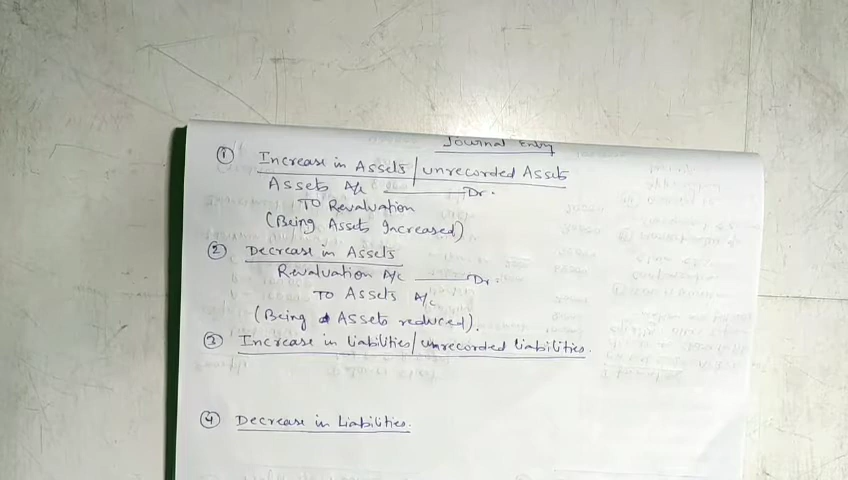 Journal Entry
① Increase in Assets/unrecorded Assets
Assets A/c ———— Dr.
TO Revaluation
(Being Assets Increased)
② Decrease in Assets
Revaluation A/c ——— Dr.
TO Assets A/c
(Being Assets reduced).
③ Increase in liabilities/unrecorded liabilities.
④ Decrease in Liabilities.